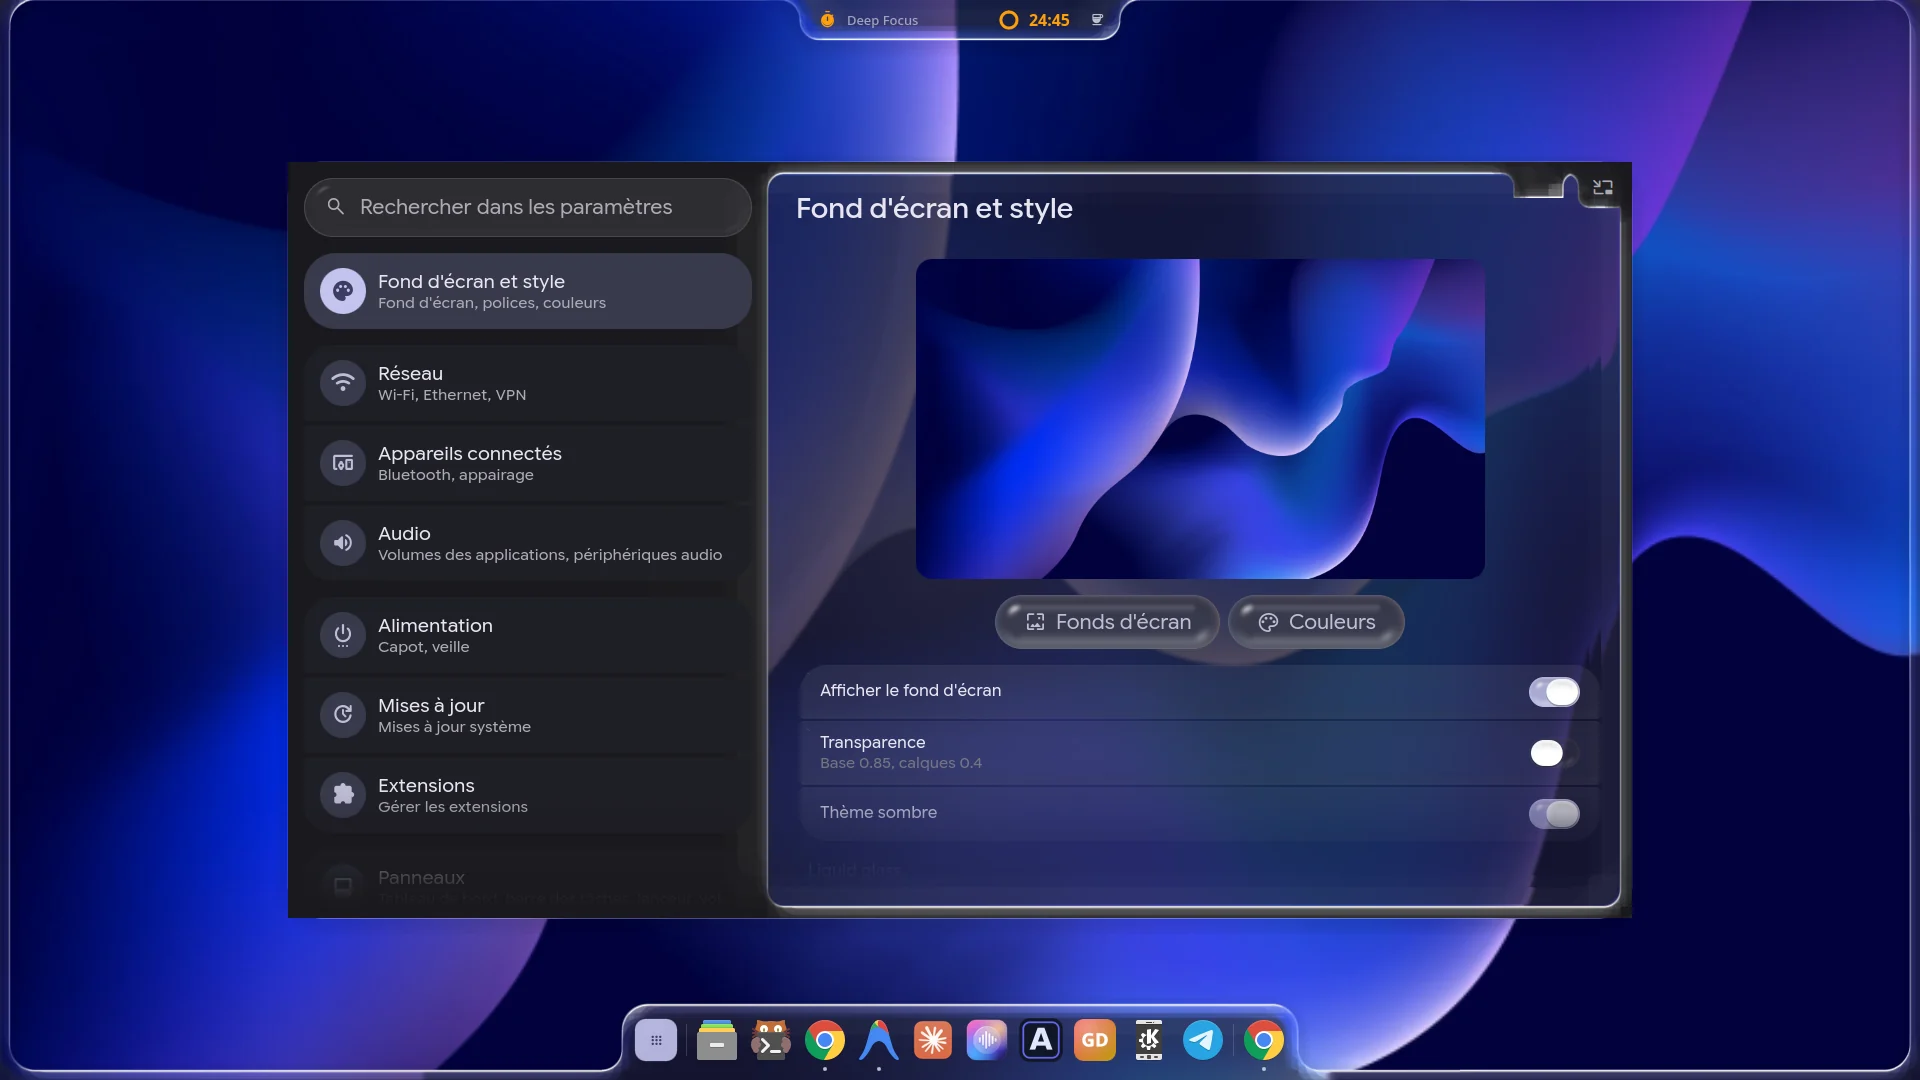 Deep Focus
24:45
Rechercher dans les paramètres
Fond d'écran et style
Fond d'écran, polices, couleurs
Réseau
Wi-Fi, Ethernet, VPN
Appareils connectés
Bluetooth, appairage
Audio
Volumes des applications, périphériques audio
Alimentation
Capot, veille
Mises à jour
Mises à jour système
Extensions
Gérer les extensions
Panneaux
Fond d'écran et style
Fonds d'écran
Couleurs
Afficher le fond d'écran
Transparence
Base 0.85, calques 0.4
Thème sombre
Liquid glass
A
GD
K